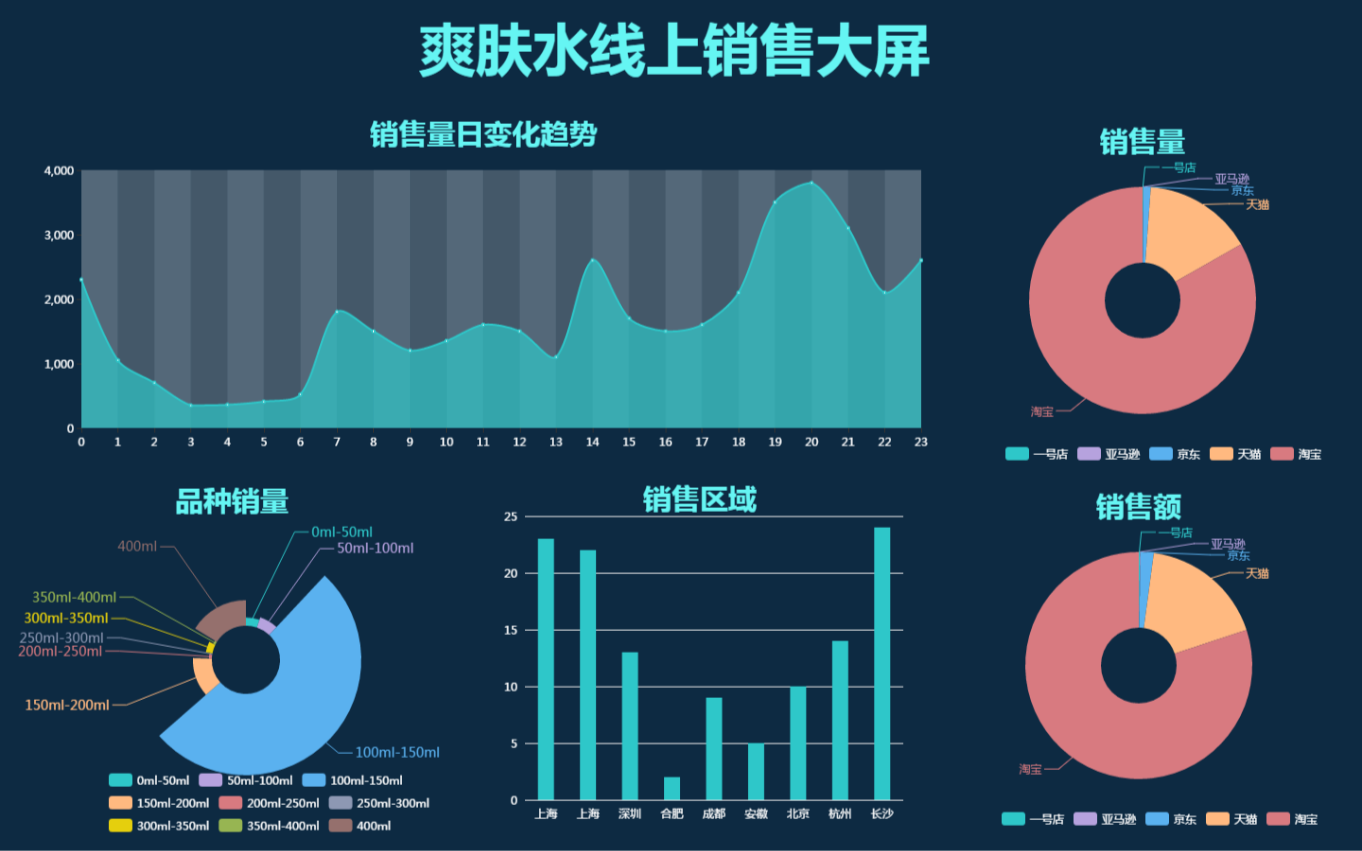 爽肤水线上销售大屏
销售量日变化趋势
4,000
3,000
2,000
1,000
0
0 1 2 3 4 5 6 7 8 9 10 11 12 13 14 15 16 17 18 19 20 21 22 23
销售量
一号店
亚马逊
京东
天猫
淘宝
一号店 亚马逊 京东 天猫 淘宝
品种销量
0ml-50ml
50ml-100ml
400ml
350ml-400ml
300ml-350ml
250ml-300ml
200ml-250ml
150ml-200ml
100ml-150ml
0ml-50ml 50ml-100ml 100ml-150ml
150ml-200ml 200ml-250ml 250ml-300ml
300ml-350ml 350ml-400ml 400ml
销售区域
25
20
15
10
5
0
上海 上海 深圳 合肥 成都 安徽 北京 杭州 长沙
销售额
一号店
亚马逊
京东
天猫
淘宝
一号店 亚马逊 京东 天猫 淘宝